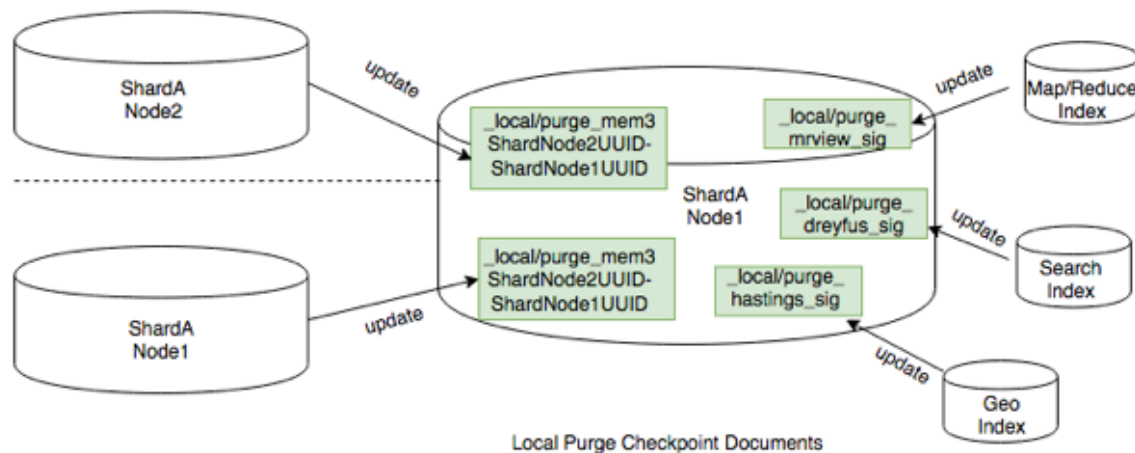 ShardA
Node2
update
_local/purge_mem3
ShardNode2UUID-
ShardNode1UUID
_local/purge_
mrview_sig
update
Map/Reduce
Index
ShardA
Node1
_local/purge_
dreyfus_sig
update
Search
Index
ShardA
Node1
update
_local/purge_mem3
ShardNode2UUID-
ShardNode1UUID
_local/purge_
hastings_sig
update
Geo
Index
Local Purge Checkpoint Documents